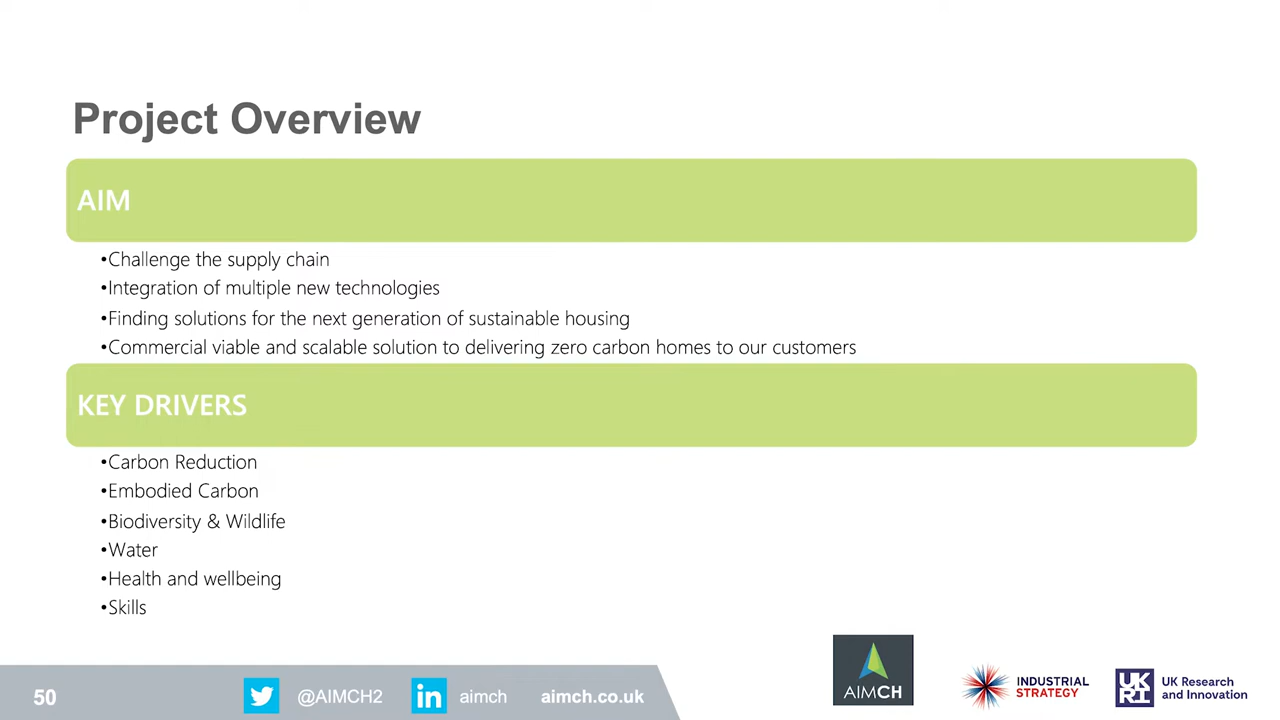 Project Overview
AIM
•Challenge the supply chain
•Integration of multiple new technologies
•Finding solutions for the next generation of sustainable housing
•Commercial viable and scalable solution to delivering zero carbon homes to our customers
KEY DRIVERS
•Carbon Reduction
•Embodied Carbon
•Biodiversity & Wildlife
•Water
•Health and wellbeing
•Skills
50
@AIMCH2
in
aimch
aimch.co.uk
AIMCH
INDUSTRIAL
STRATEGY
UK
RI
UK Research
and Innovation